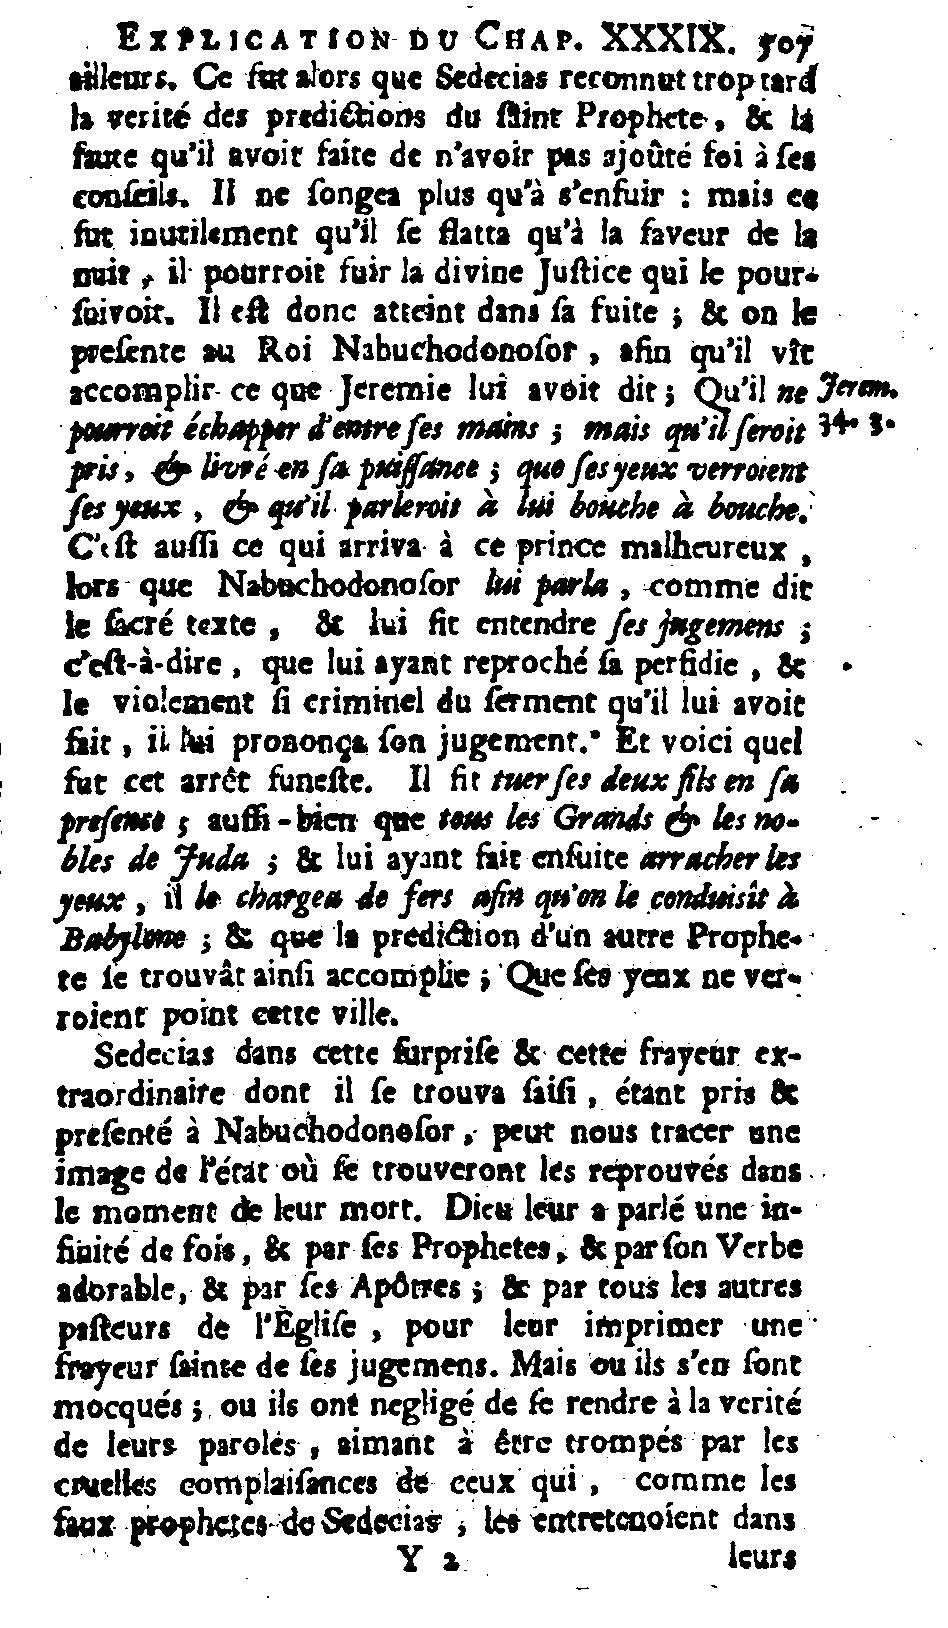 EXPLICATION DU CHAP. XXXIX. 507
ailleurs. Ce fut alors que Sedecias reconnut trop tard
la verité des predictions du ſaint Prophete, & la
faute qu'il avoit faite de n'avoir pas ajoûté foi à ſes
conſeils. Il ne ſongea plus qu'à s'enfuir : mais ce
fut inutilement qu'il ſe flatta qu'à la faveur de la
nuit, il pourroit fuir la divine Juſtice qui le pour-
ſuivoit. Il eſt donc atteint dans ſa fuite ; & on le
preſente au Roi Nabuchodonoſor, afin qu'il vît
accomplir ce que Jeremie lui avoit dit ; Qu'il ne
Jerem.
pourroit échapper d'entre ſes mains ; mais qu'il ſeroit
34. 3.
pris, & livré en ſa puiſſance ; que ſes yeux verroient
ſes yeux, & qu'il parleroit à lui bouche à bouche.
C'eſt auſſi ce qui arriva à ce prince malheureux,
lors que Nabuchodonoſor lui parla, comme dit
le ſacré texte, & lui fit entendre ſes jugemens ;
c'eſt-à-dire, que lui ayant reproché ſa perfidie, &
le violement ſi criminel du ſerment qu'il lui avoit
fait, il lui prononça ſon jugement. Et voici quel
fut cet arrêt funeſte. Il fit tuer ſes deux fils en ſa
preſence ; auſſi-bien que tous les Grands & les no-
bles de Juda ; & lui ayant fait enſuite arracher les
yeux, il le chargea de fers afin qu'on le conduisît à
Babylone ; & que la prediction d'un autre Prophe-
te ſe trouvât ainſi accomplie ; Que ſes yeux ne ver-
roient point cette ville.
Sedecias dans cette ſurpriſe & cette frayeur ex-
traordinaire dont il ſe trouva ſaiſi, étant pris &
preſenté à Nabuchodonoſor, peut nous tracer une
image de l'état où ſe trouveront les reprouvés dans
le moment de leur mort. Dieu leur a parlé une in-
finité de fois, & par ſes Prophetes, & par ſon Verbe
adorable, & par ſes Apôtres ; & par tous les autres
paſteurs de l'Egliſe, pour leur imprimer une
frayeur ſainte de ſes jugemens. Mais ou ils s'en ſont
mocqués ; ou ils ont negligé de ſe rendre à la verité
de leurs paroles, aimant à être trompés par les
cruelles complaiſances de ceux qui, comme les
faux prophetes de Sedecias, les entretenoient dans
Y 2 leurs